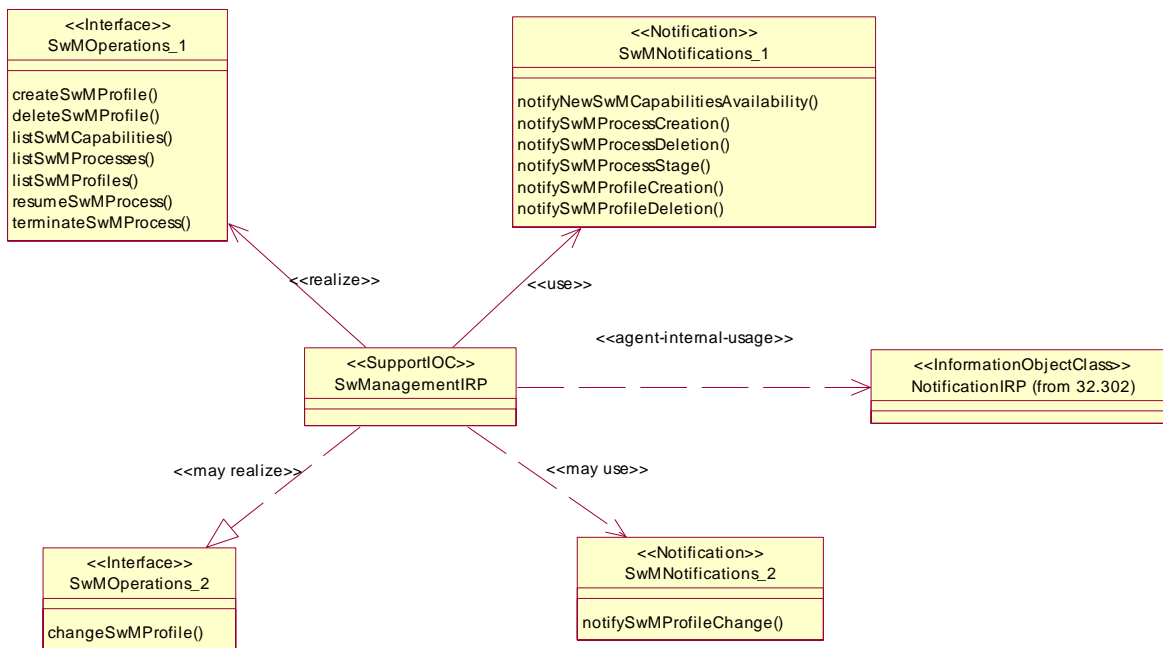 <<Interface>>
SwMOperations_1
createSwMProfile()
deleteSwMProfile()
listSwMCapabilities()
listSwMProcesses()
listSwMProfiles()
resumeSwMProcess()
terminateSwMProcess()
<<Notification>>
SwMNotifications_1
notifyNewSwMCapabilitiesAvailability()
notifySwMProcessCreation()
notifySwMProcessDeletion()
notifySwMProcessStage()
notifySwMProfileCreation()
notifySwMProfileDeletion()
<<realize>>
<<use>>
<<agent-internal-usage>>
<<SupportIOC>>
SwManagementIRP
<<InformationObjectClass>>
NotificationIRP (from 32.302)
<<may realize>>
<<may use>>
<<Interface>>
SwMOperations_2
changeSwMProfile()
<<Notification>>
SwMNotifications_2
notifySwMProfileChange()